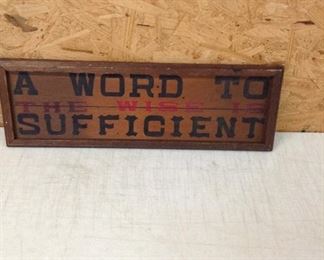 A WORD TO
THE WISE IS
SUFFICIENT